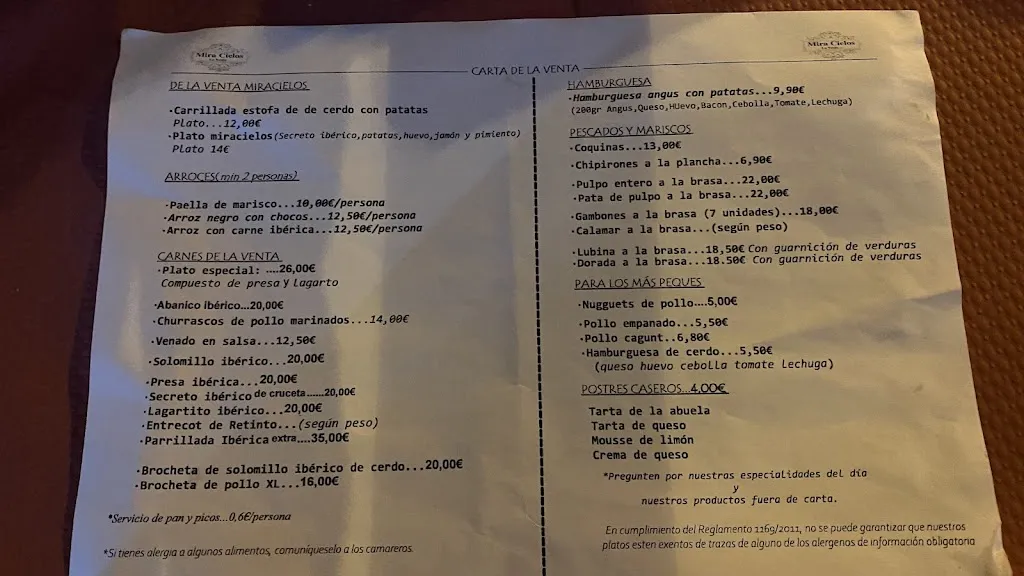 Mira Cielos
La Venta
Mira Cielos
CARTA DE LA VENTA
DE LA VENTA MIRACIELOS
·Carrillada estofa de de cerdo con patatas
Plato...12,00€
·Plato miracielos(Secreto ibérico,patatas,huevo,jamón y pimiento)
Plato 14€
ARROCES(min 2 personas)
·Paella de marisco...10,00€/persona
·Arroz negro con chocos...12,50€/persona
·Arroz con carne ibérica...12,50€/persona
CARNES DE LA VENTA
·Plato especial: ....26,00€
Compuesto de presa y Lagarto
·Abanico ibérico...20,00€
·Churrascos de pollo marinados...14,00€
·Venado en salsa...12,50€
·Solomillo ibérico...20,00€
·Presa ibérica...20,00€
·Secreto ibérico de cruceta......20,00€
·Lagartito ibérico...20,00€
·Entrecot de Retinto...(según peso)
·Parrillada Ibérica extra....35,00€
·Brocheta de solomillo ibérico de cerdo...20,00€
·Brocheta de pollo XL...16,00€
*Servicio de pan y picos...0,6€/persona
*Si tienes alergia a algunos alimentos, comuníqueselo a los camareros.
HAMBURGUESA
·Hamburguesa angus con patatas...9,90€
(200gr Angus,Queso,HUevo,Bacon,Cebolla,Tomate,Lechuga)
PESCADOS Y MARISCOS
·Coquinas...13,00€
·Chipirones a la plancha...6,90€
·Pulpo entero a la brasa...22,00€
·Pata de pulpo a la brasa...22,00€
·Gambones a la brasa (7 unidades)...18,00€
·Calamar a la brasa...(según peso)
·Lubina a la brasa...18,50€ Con guarnición de verduras
·Dorada a la brasa...18.50€ Con guarnición de verduras
PARA LOS MÁS PEQUES
·Nuggets de pollo....5,00€
·Pollo empanado...5,50€
·Pollo cagunt..6,80€
·Hamburguesa de cerdo...5,50€
(queso huevo cebolla tomate Lechuga)
POSTRES CASEROS...4,00€
Tarta de la abuela
Tarta de queso
Mousse de limón
Crema de queso
*Pregunten por nuestras especialidades del día
y
nuestros productos fuera de carta.
En cumplimiento del Reglamento 1169/2011, no se puede garantizar que nuestros
platos esten exentos de trazas de alguno de los alergenos de información obligatoria